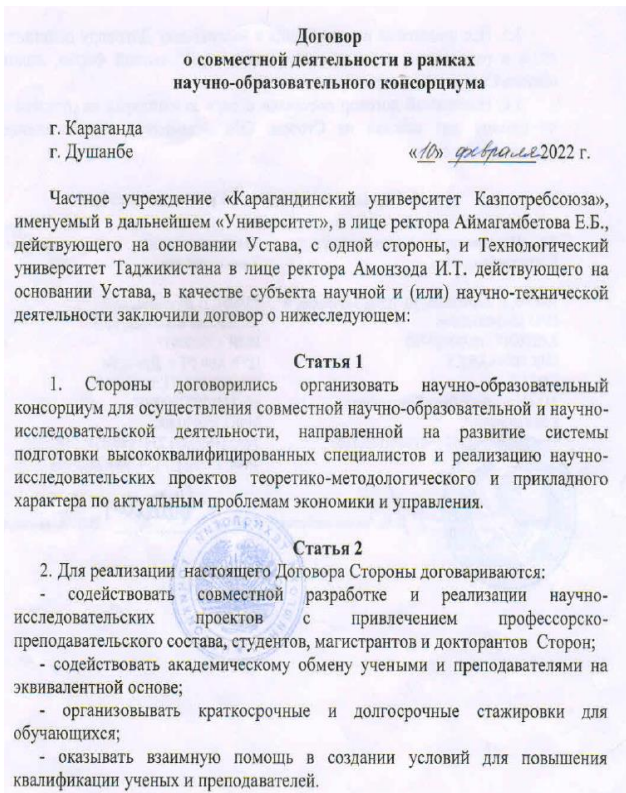 Договор
о совместной деятельности в рамках
научно-образовательного консорциума
г. Караганда
г. Душанбе «10» февраля 2022 г.
Частное учреждение «Карагандинский университет Казпотребсоюза»,
именуемый в дальнейшем «Университет», в лице ректора Аймагамбетова Е.Б.,
действующего на основании Устава, с одной стороны, и Технологический
университет Таджикистана в лице ректора Амонзода И.Т. действующего на
основании Устава, в качестве субъекта научной и (или) научно-технической
деятельности заключили договор о нижеследующем:
Статья 1
1. Стороны договорились организовать научно-образовательный
консорциум для осуществления совместной научно-образовательной и научно-
исследовательской деятельности, направленной на развитие системы
подготовки высококвалифицированных специалистов и реализацию научно-
исследовательских проектов теоретико-методологического и прикладного
характера по актуальным проблемам экономики и управления.
Статья 2
2. Для реализации настоящего Договора Стороны договариваются:
- содействовать совместной разработке и реализации научно-
исследовательских проектов с привлечением профессорско-
преподавательского состава, студентов, магистрантов и докторантов Сторон;
- содействовать академическому обмену учеными и преподавателями на
эквивалентной основе;
- организовывать краткосрочные и долгосрочные стажировки для
обучающихся;
- оказывать взаимную помощь в создании условий для повышения
квалификации ученых и преподавателей.